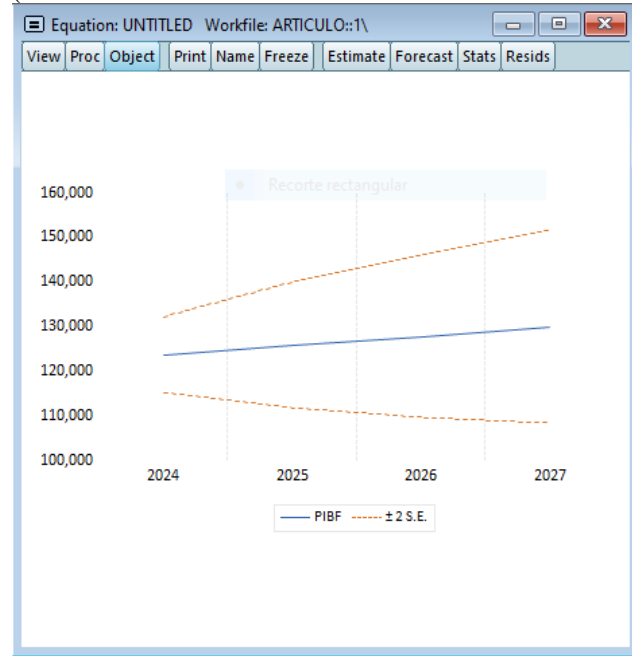 Equation: UNTITLED Workfile: ARTICULO::1\
View Proc Object Print Name Freeze Estimate Forecast Stats Resids
Recorte rectangular
160,000
150,000
140,000
130,000
120,000
110,000
100,000
2024 2025 2026 2027
PIBF ± 2 S.E.